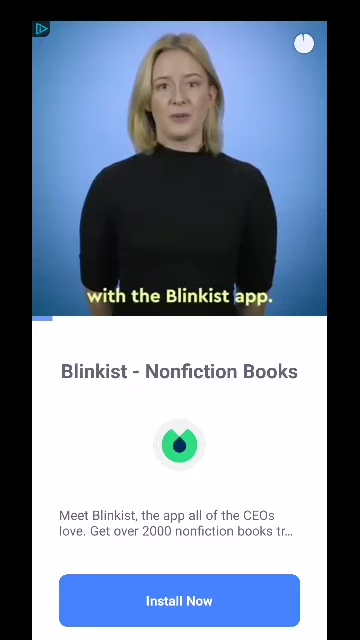 with the Blinkist app.
Blinkist - Nonfiction Books
Meet Blinkist, the app all of the CEOs
love. Get over 2000 nonfiction books tr...
Install Now